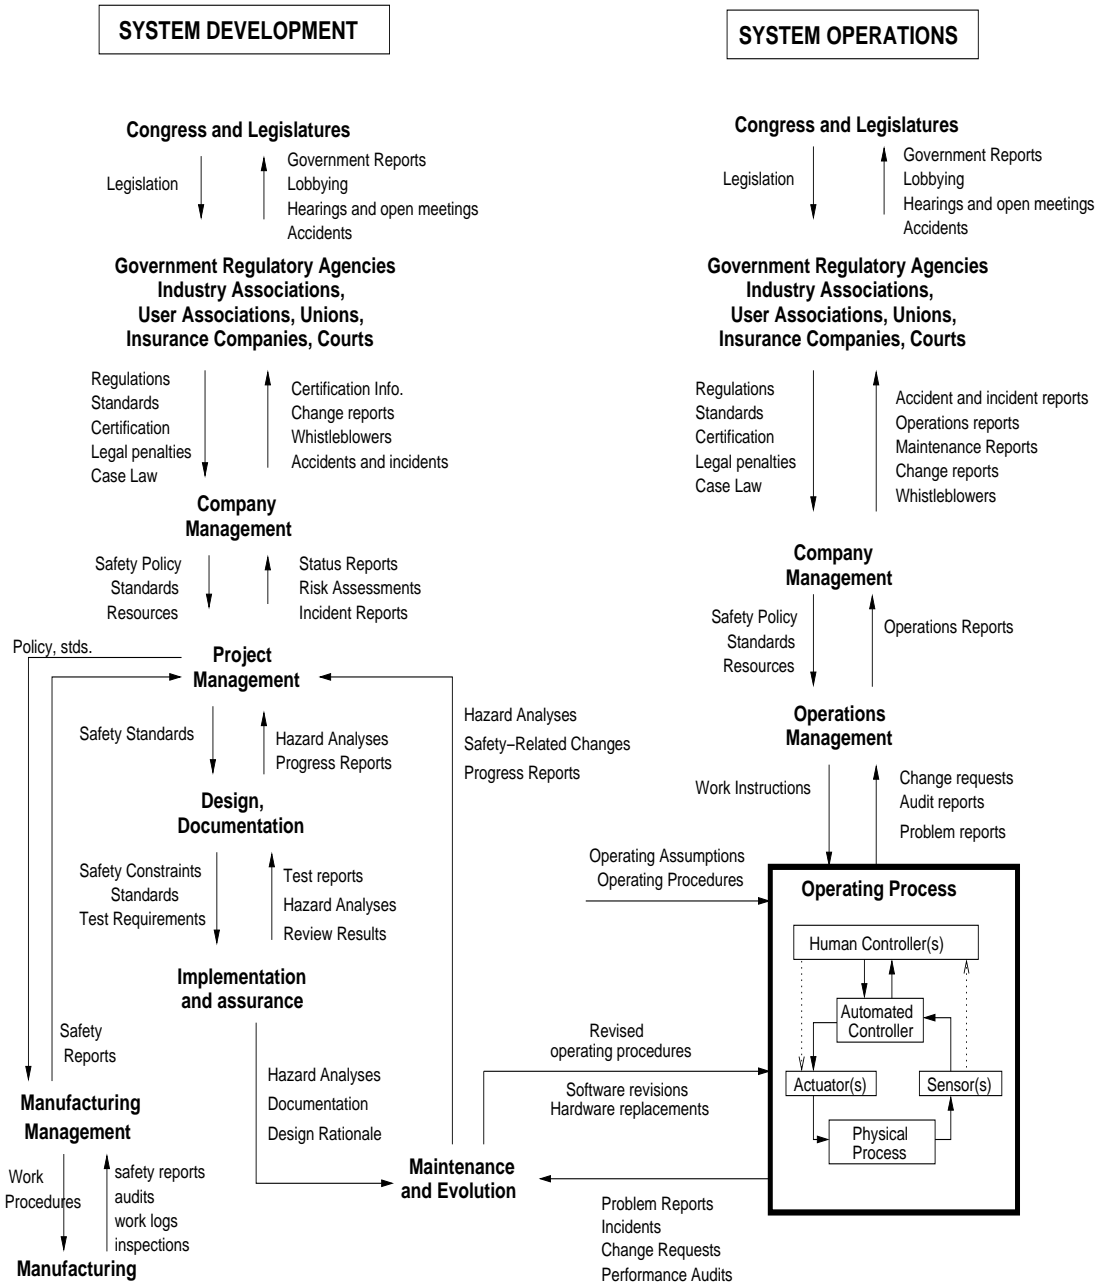 SYSTEM DEVELOPMENT
Congress and Legislatures
Legislation
Government Reports
Lobbying
Hearings and open meetings
Accidents
Government Regulatory Agencies
Industry Associations,
User Associations, Unions,
Insurance Companies, Courts
Regulations
Standards
Certification
Legal penalties
Case Law
Certification Info.
Change reports
Whistleblowers
Accidents and incidents
Company
Management
Safety Policy
Standards
Resources
Status Reports
Risk Assessments
Incident Reports
Policy, stds.
Project
Management
Safety Standards
Hazard Analyses
Progress Reports
Hazard Analyses
Safety–Related Changes
Progress Reports
Design,
Documentation
Safety Constraints
Standards
Test Requirements
Test reports
Hazard Analyses
Review Results
Implementation
and assurance
Safety
Reports
Hazard Analyses
Documentation
Design Rationale
Manufacturing
Management
Work
Procedures
safety reports
audits
work logs
inspections
Manufacturing
Maintenance
and Evolution
SYSTEM OPERATIONS
Congress and Legislatures
Legislation
Government Reports
Lobbying
Hearings and open meetings
Accidents
Government Regulatory Agencies
Industry Associations,
User Associations, Unions,
Insurance Companies, Courts
Regulations
Standards
Certification
Legal penalties
Case Law
Accident and incident reports
Operations reports
Maintenance Reports
Change reports
Whistleblowers
Company
Management
Safety Policy
Standards
Resources
Operations Reports
Operations
Management
Work Instructions
Change requests
Audit reports
Problem reports
Operating Assumptions
Operating Procedures
Operating Process
Human Controller(s)
Automated
Controller
Actuator(s)
Sensor(s)
Physical
Process
Revised
operating procedures
Software revisions
Hardware replacements
Problem Reports
Incidents
Change Requests
Performance Audits